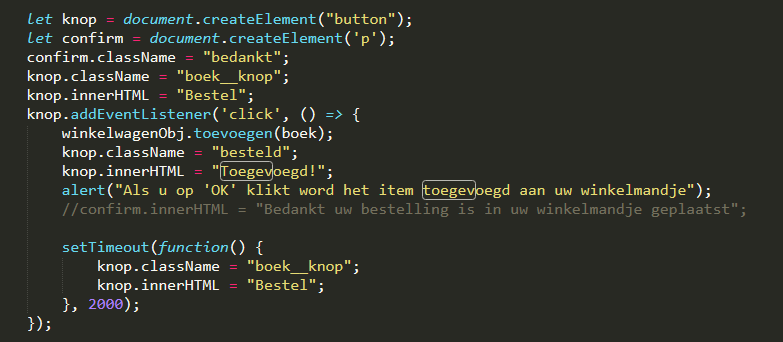 let knop = document.createElement("button");
let confirm = document.createElement('p');
confirm.className = "bedankt";
knop.className = "boek__knop";
knop.innerHTML = "Bestel";
knop.addEventListener('click', () => {
    winkelwagenObj.toevoegen(boek);
    knop.className = "besteld";
    knop.innerHTML = "Toegevoegd!";
    alert("Als u op 'OK' klikt word het item toegevoegd aan uw winkelmandje");
    //confirm.innerHTML = "Bedankt uw bestelling is in uw winkelmandje geplaatst";
    setTimeout(function() {
        knop.className = "boek__knop";
        knop.innerHTML = "Bestel";
    }, 2000);
});